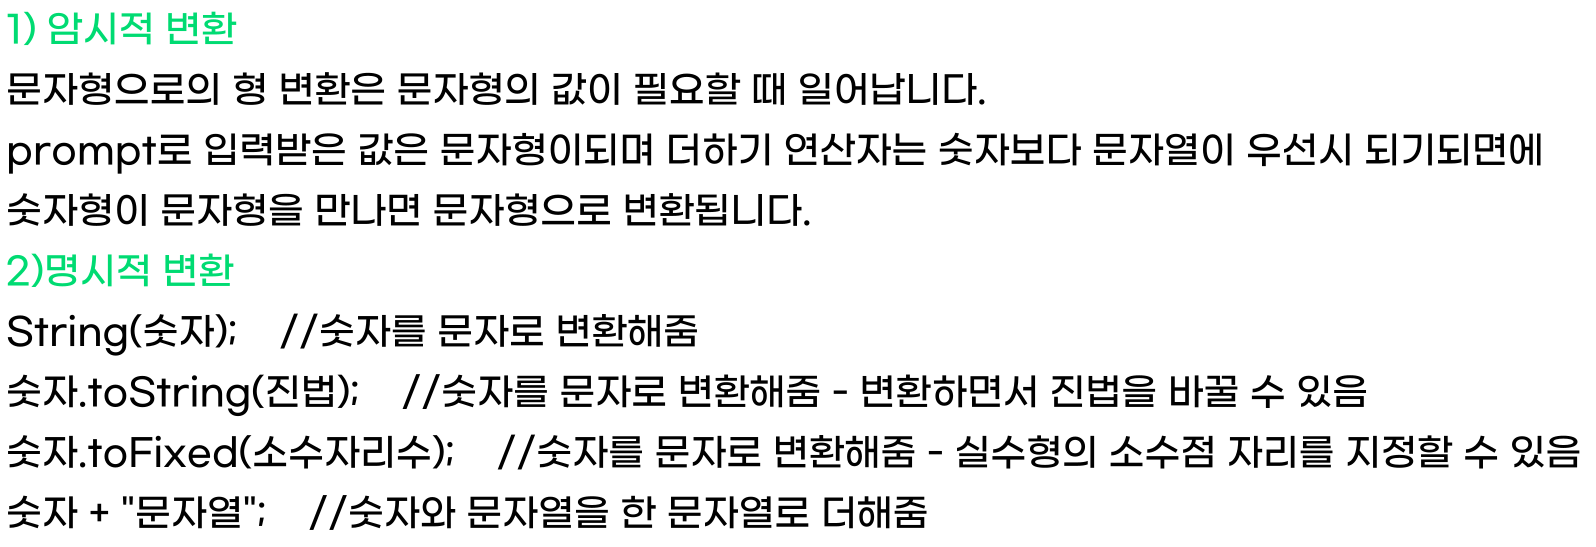 1) 암시적 변환
문자형으로의 형 변환은 문자형의 값이 필요할 때 일어납니다.
prompt로 입력받은 값은 문자형이되며 더하기 연산자는 숫자보다 문자열이 우선시 되기되면에
숫자형이 문자형을 만나면 문자형으로 변환됩니다.
2)명시적 변환
String(숫자);    //숫자를 문자로 변환해줌
숫자.toString(진법);    //숫자를 문자로 변환해줌 - 변환하면서 진법을 바꿀 수 있음
숫자.toFixed(소수자리수);    //숫자를 문자로 변환해줌 - 실수형의 소수점 자리를 지정할 수 있음
숫자 + "문자열";    //숫자와 문자열을 한 문자열로 더해줌